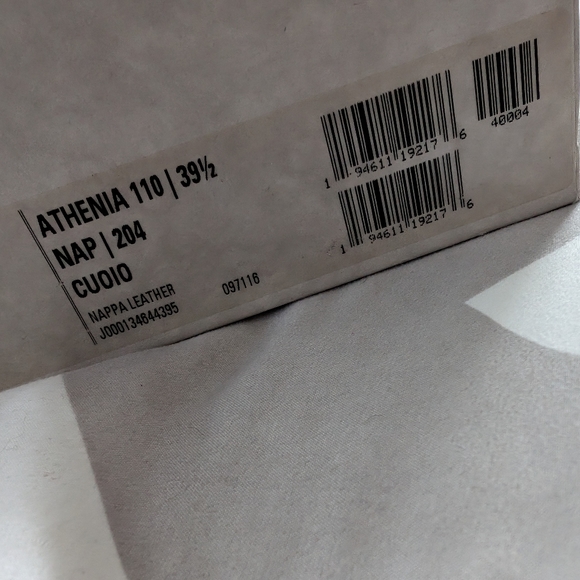 ATHENIA 110 | 39½
NAP | 204
CUOIO
NAPPA LEATHER
J000134644395
097116
1 94611 19217 6
40004
1 94611 19217 6